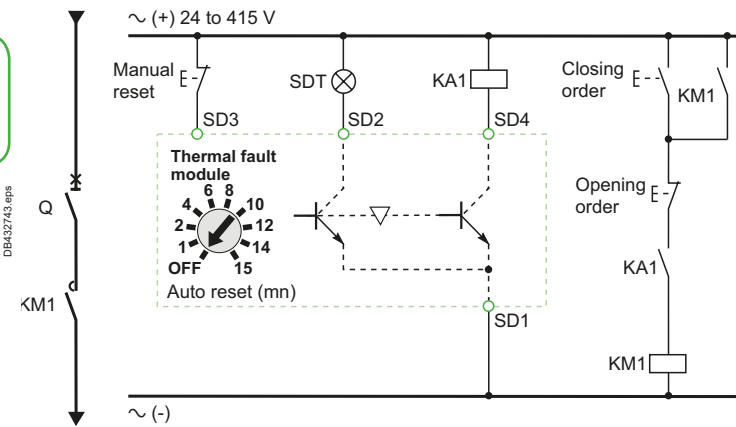 ∼ (+) 24 to 415 V
Manual
reset
SDT
KA1
Closing
order
KM1
SD3
SD2
SD4
Thermal fault
module
6 8
4 10
2 12
1 14
OFF 15
Auto reset (mn)
SD1
Opening
order
KA1
KM1
∼ (-)
Q
KM1
DB432743.eps